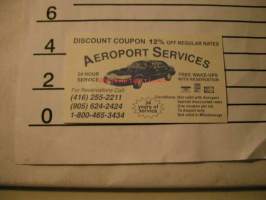 6
4
2
0
DISCOUNT COUPON 12% OFF REGULAR RATES
AEROPORT SERVICES
24 HOUR
SERVICE
FREE WAKE-UPS
WITH RESERVATION
For Reservations Call:
(416) 255-2211
(905) 624-2424
1-800-465-3434
24
years of
service